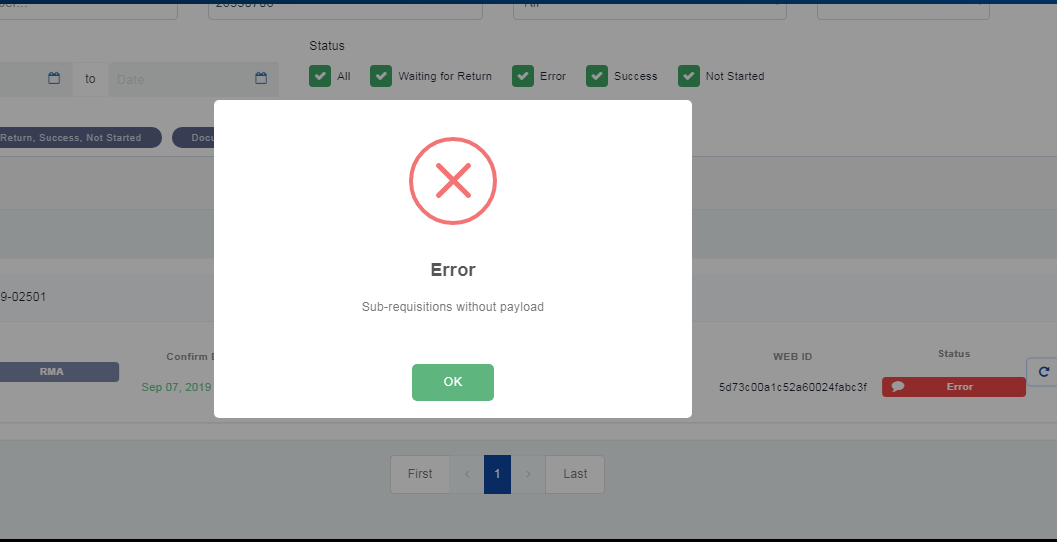 Status
to
Date
All
Waiting for Return
Error
Success
Not Started
Return, Success, Not Started
Error
Sub-requisitions without payload
OK
9-02501
RMA
Confirm
Sep 07, 2019
WEB ID
5d73c00a1c52a60024fabc3f
Status
Error
First
<
1
>
Last